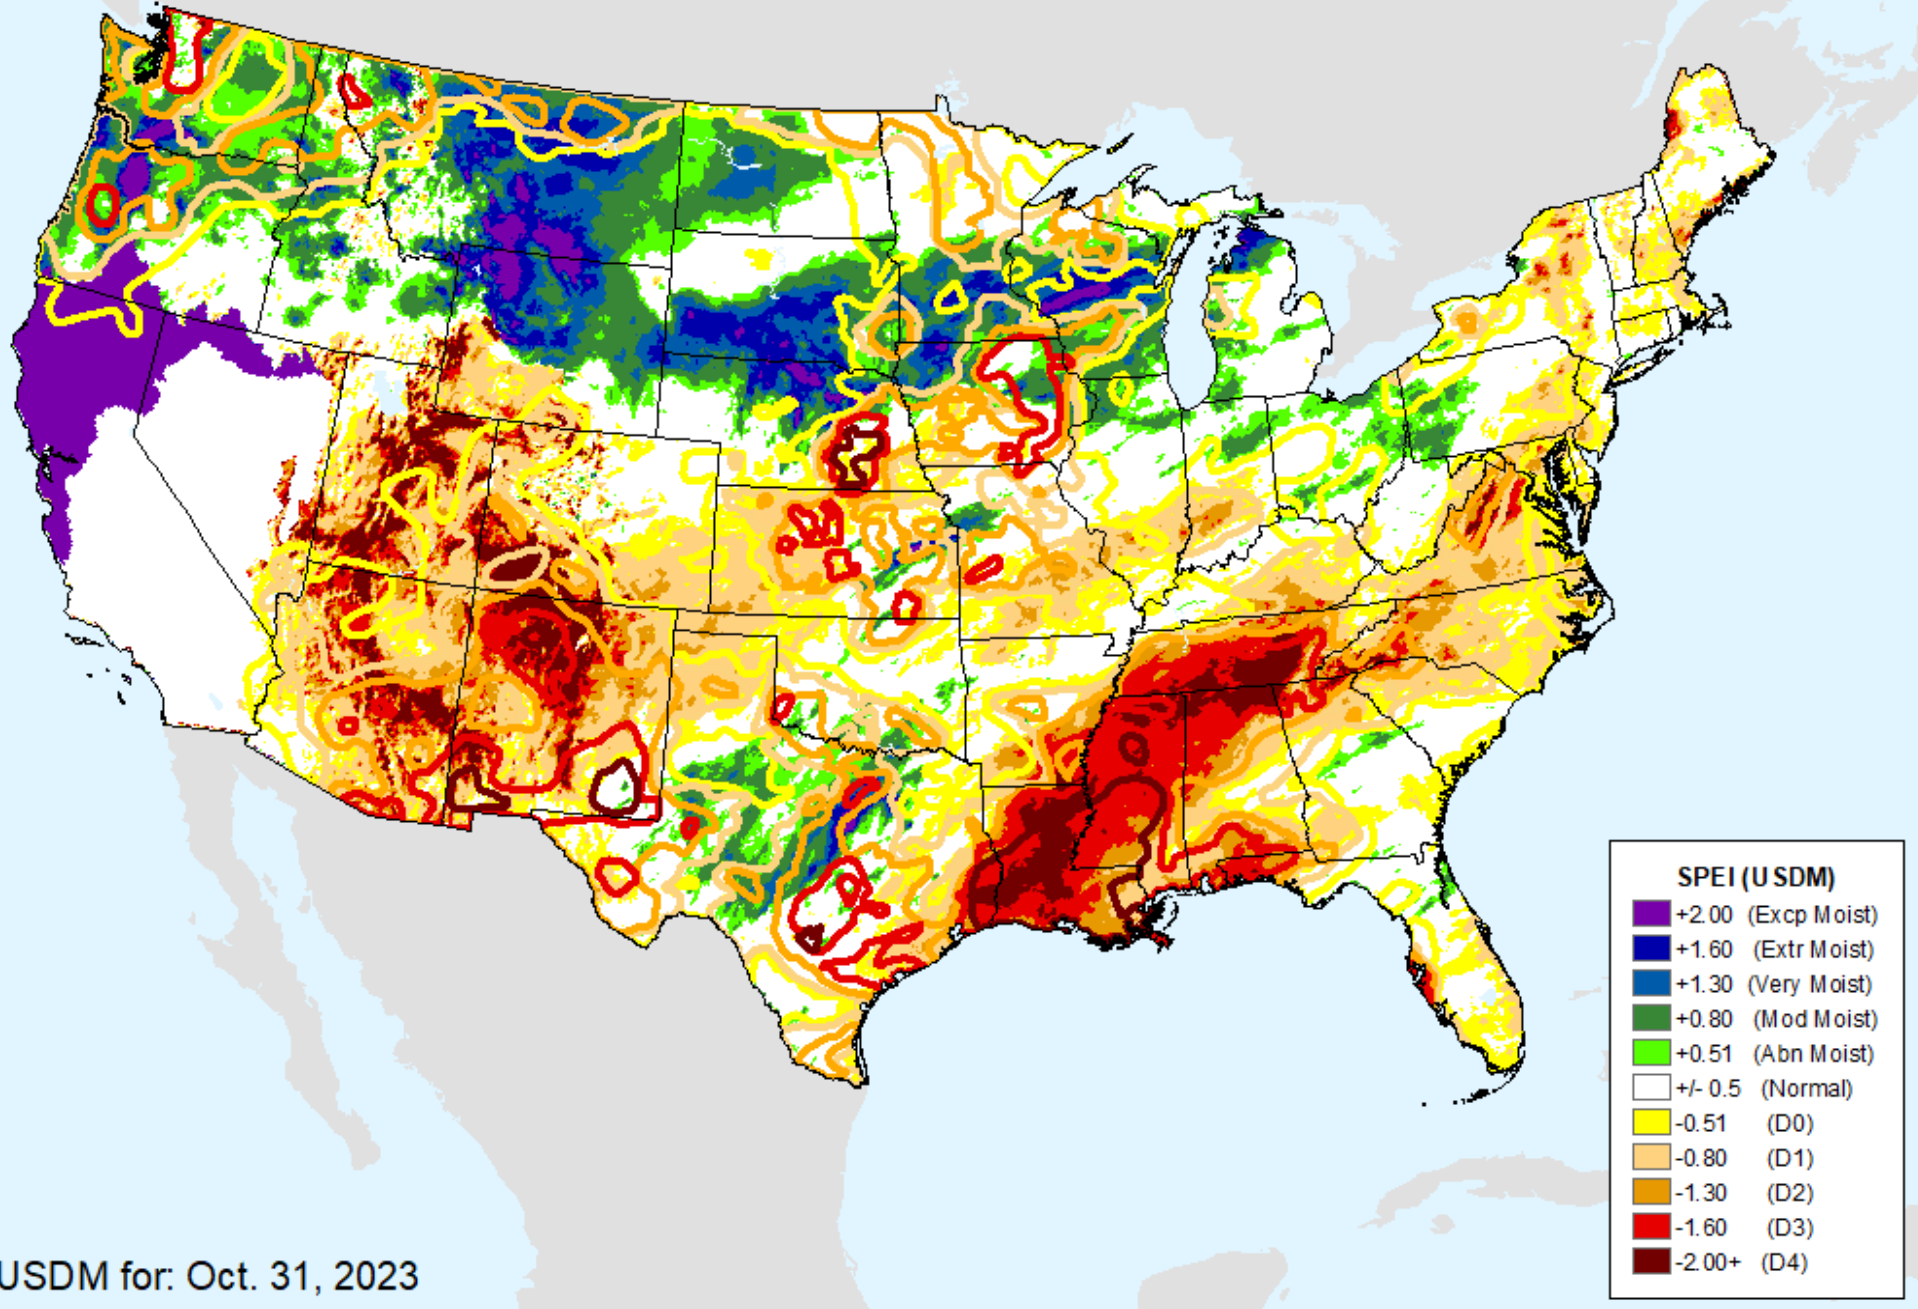 SPEI (USDM)
+2.00 (Excp Moist)
+1.60 (Extr Moist)
+1.30 (Very Moist)
+0.80 (Mod Moist)
+0.51 (Abn Moist)
+/- 0.5 (Normal)
-0.51 (D0)
-0.80 (D1)
-1.30 (D2)
-1.60 (D3)
-2.00+ (D4)
USDM for: Oct. 31, 2023